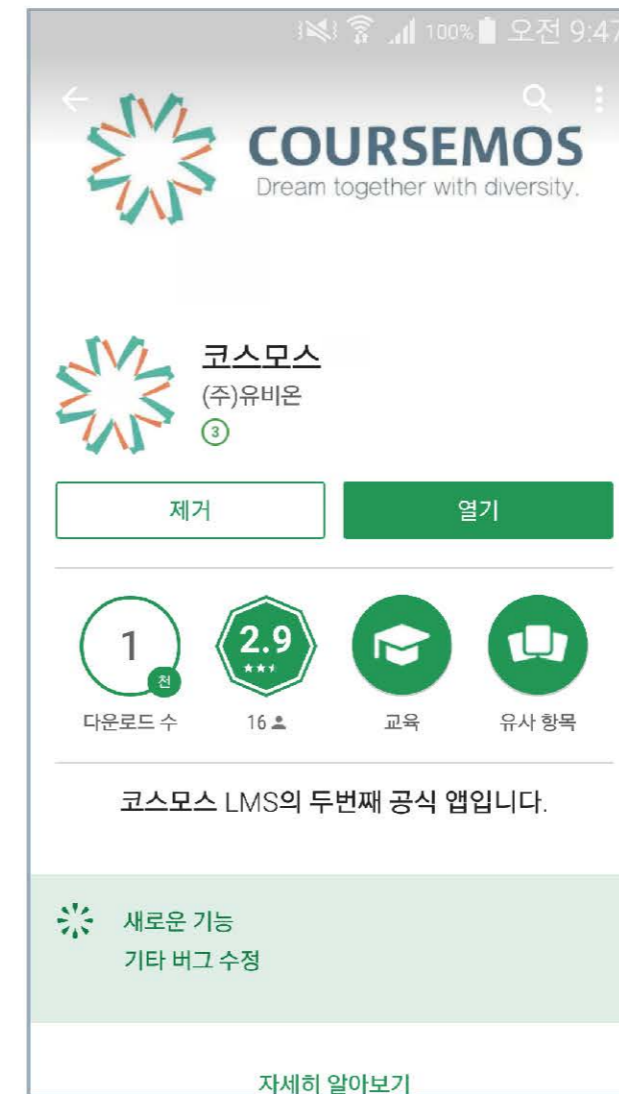 100% 오전 9:47
COURSEMOS
Dream together with diversity.
코스모스
(주)유비온
3
제거
열기
1
천
2.9
다운로드 수
16
교육
유사 항목
코스모스 LMS의 두번째 공식 앱입니다.
새로운 기능
기타 버그 수정
자세히 알아보기